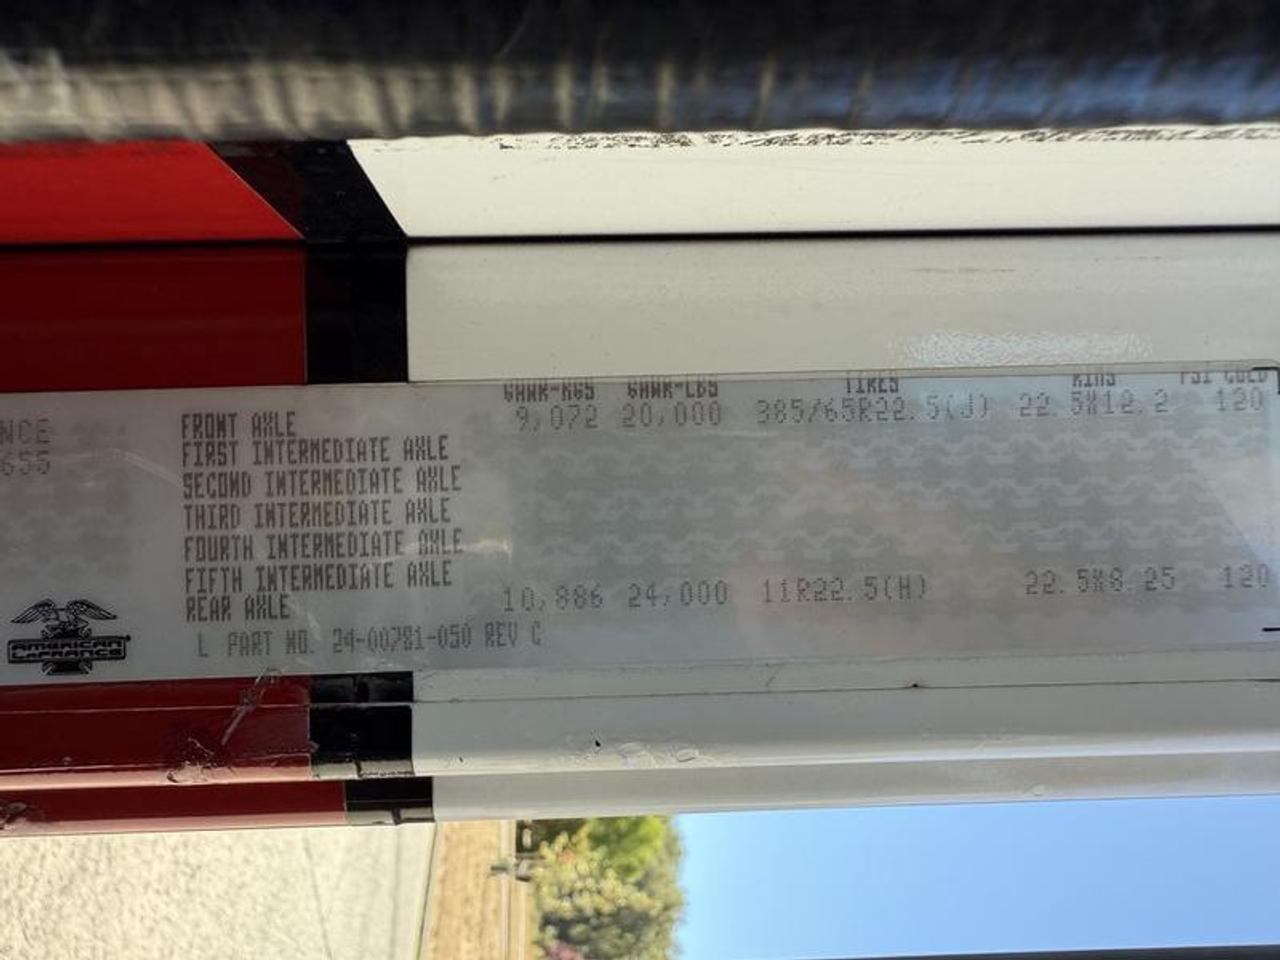 GAWR-KGS GAWR-LBS TIRES RIMS PSI COLD
NCE FRONT AXLE 9,072 20,000 385/65R22.5(J) 22.5X12.2 120
655 FIRST INTERMEDIATE AXLE
SECOND INTERMEDIATE AXLE
THIRD INTERMEDIATE AXLE
FOURTH INTERMEDIATE AXLE
FIFTH INTERMEDIATE AXLE
REAR AXLE 10,886 24,000 11R22.5(H) 22.5X8.25 120
L PART NO. 24-00781-050 REV C
AMERICAN
LaFRANCE